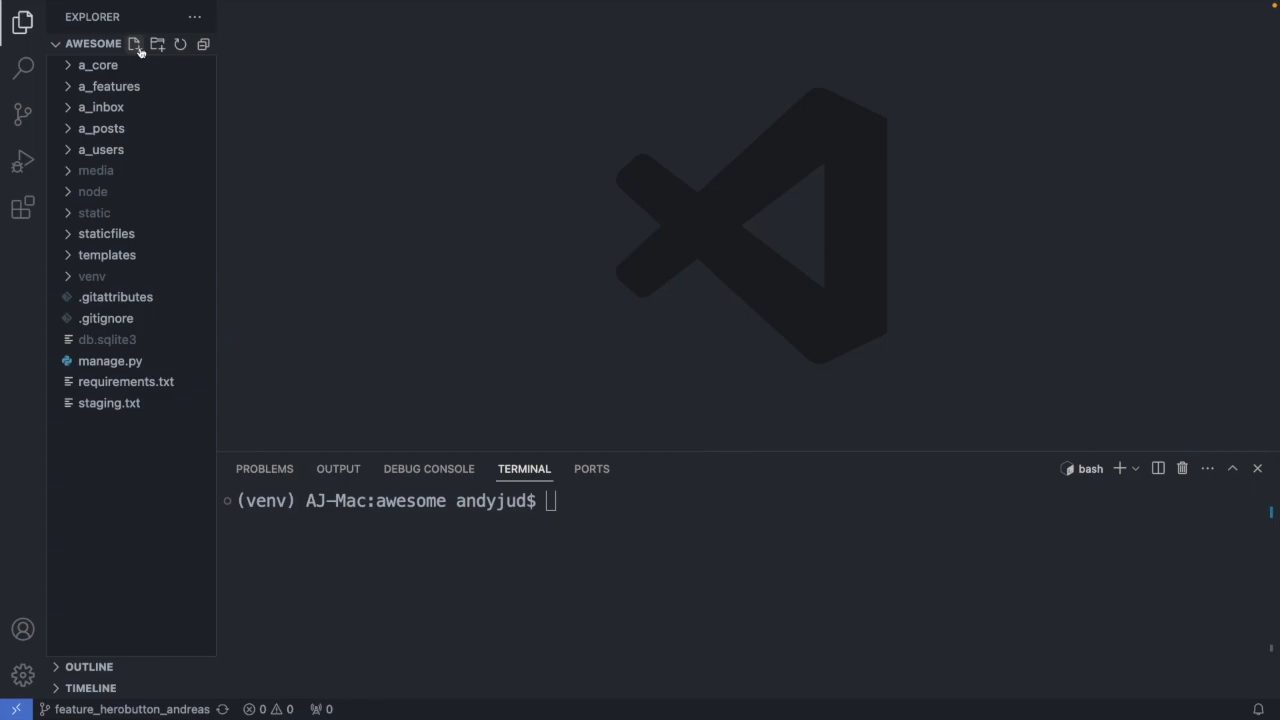 EXPLORER
AWESOME
a_core
a_features
a_inbox
a_posts
a_users
media
node
static
staticfiles
templates
venv
.gitattributes
.gitignore
db.sqlite3
manage.py
requirements.txt
staging.txt
PROBLEMS OUTPUT DEBUG CONSOLE TERMINAL PORTS bash
(venv) AJ-Mac:awesome andyjud$
OUTLINE
TIMELINE
feature_herobutton_andreas 0 0 0